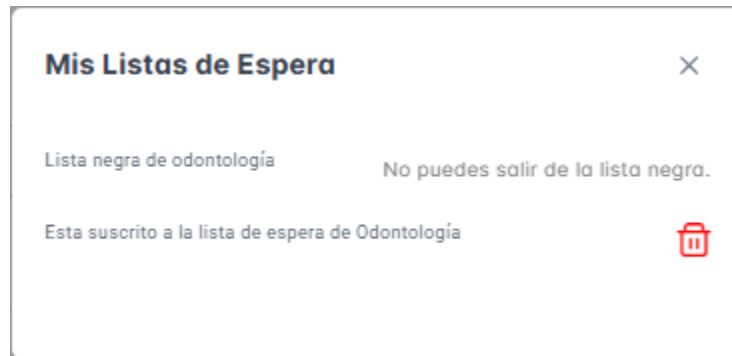 Mis Listas de Espera
Lista negra de odontología
No puedes salir de la lista negra.
Esta suscrito a la lista de espera de Odontología